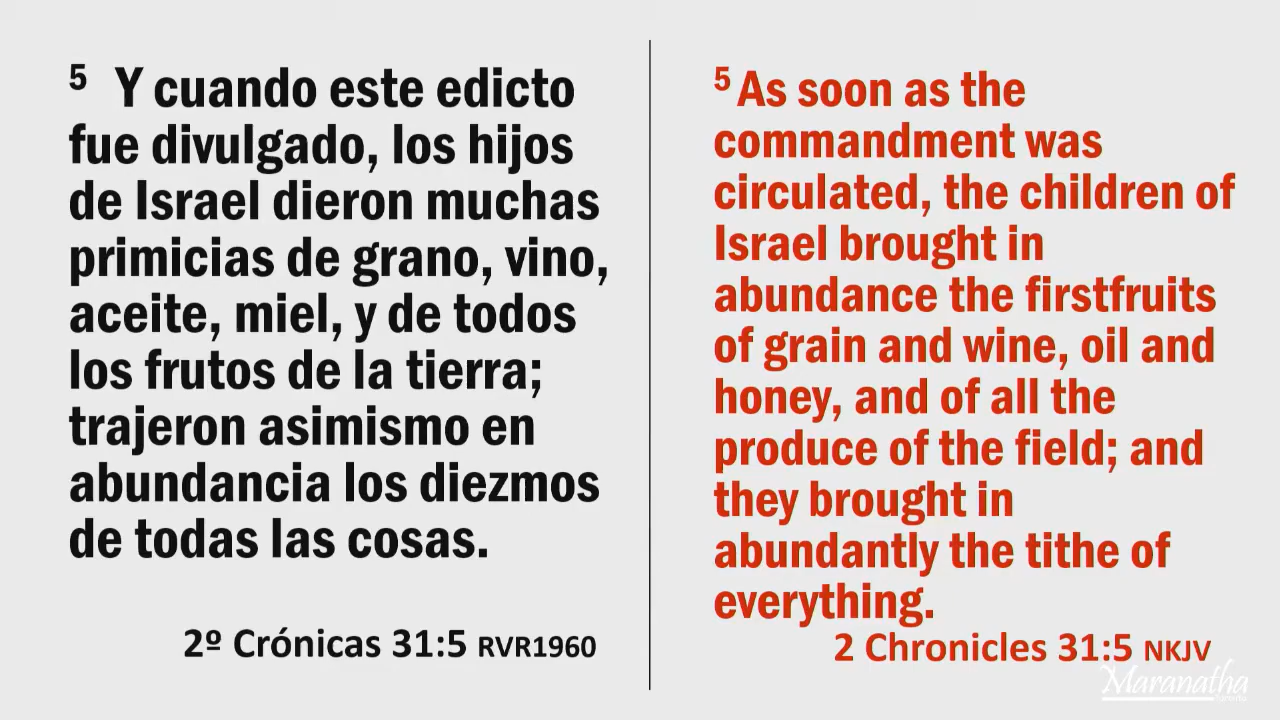 5 Y cuando este edicto
fue divulgado, los hijos
de Israel dieron muchas
primicias de grano, vino,
aceite, miel, y de todos
los frutos de la tierra;
trajeron asimismo en
abundancia los diezmos
de todas las cosas.
2º Crónicas 31:5 RVR1960
5 As soon as the
commandment was
circulated, the children of
Israel brought in
abundance the firstfruits
of grain and wine, oil and
honey, and of all the
produce of the field; and
they brought in
abundantly the tithe of
everything.
2 Chronicles 31:5 NKJV
Maranatha